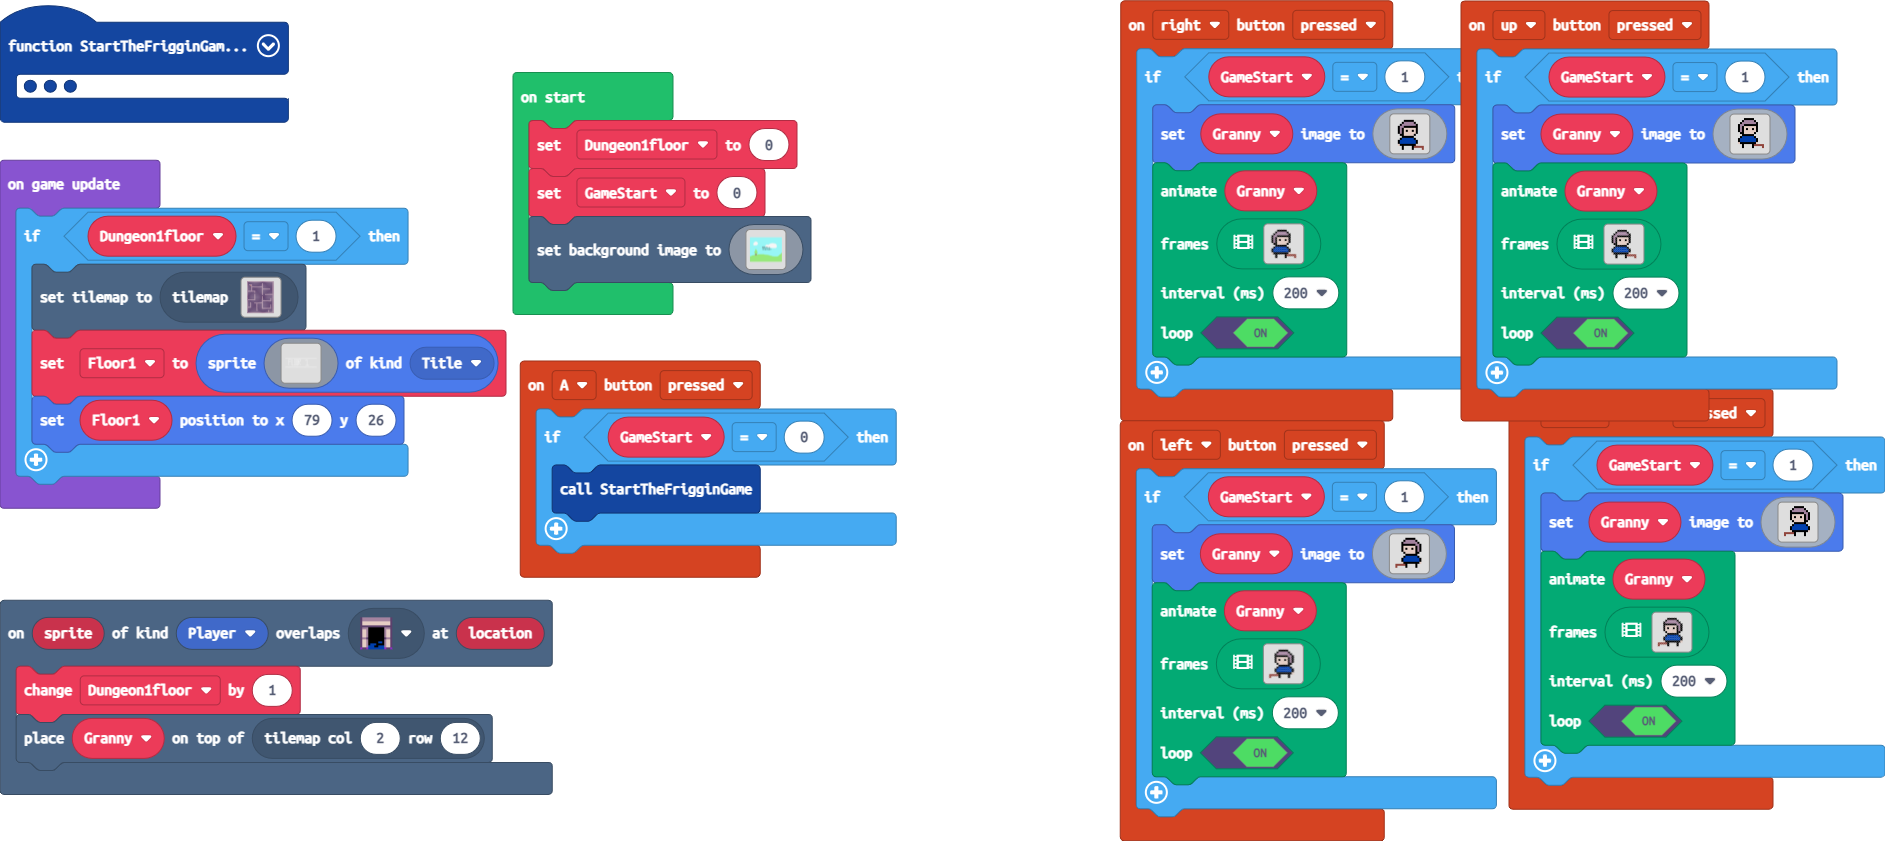 function StartTheFrigginGam...
on game update
if Dungeon1floor = 1 then
set tilemap to tilemap
set Floor1 to sprite of kind Title
set Floor1 position to x 79 y 26
on start
set Dungeon1floor to 0
set GameStart to 0
set background image to
on A button pressed
if GameStart = 0 then
call StartTheFrigginGame
on sprite of kind Player overlaps at location
change Dungeon1floor by 1
place Granny on top of tilemap col 2 row 12
on right button pressed
if GameStart = 1
set Granny image to
animate Granny
frames
interval (ms) 200
loop ON
on up button pressed
if GameStart = 1 then
set Granny image to
animate Granny
frames
interval (ms) 200
loop ON
on left button pressed
if GameStart = 1 then
set Granny image to
animate Granny
frames
interval (ms) 200
loop ON
ssed
if GameStart = 1 then
set Granny image to
animate Granny
frames
interval (ms) 200
loop ON